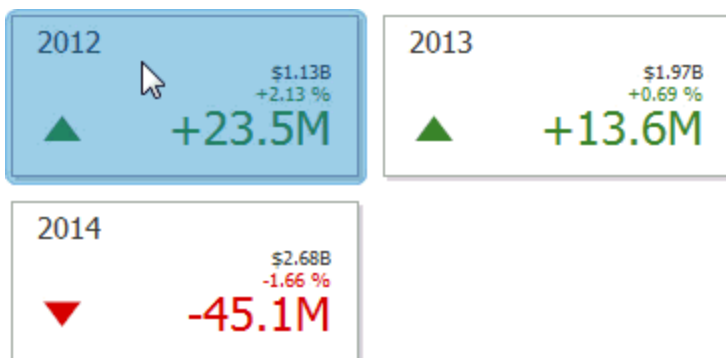 2012
$1.13B
+2.13 %
+23.5M
2013
$1.97B
+0.69 %
+13.6M
2014
$2.68B
-1.66 %
-45.1M